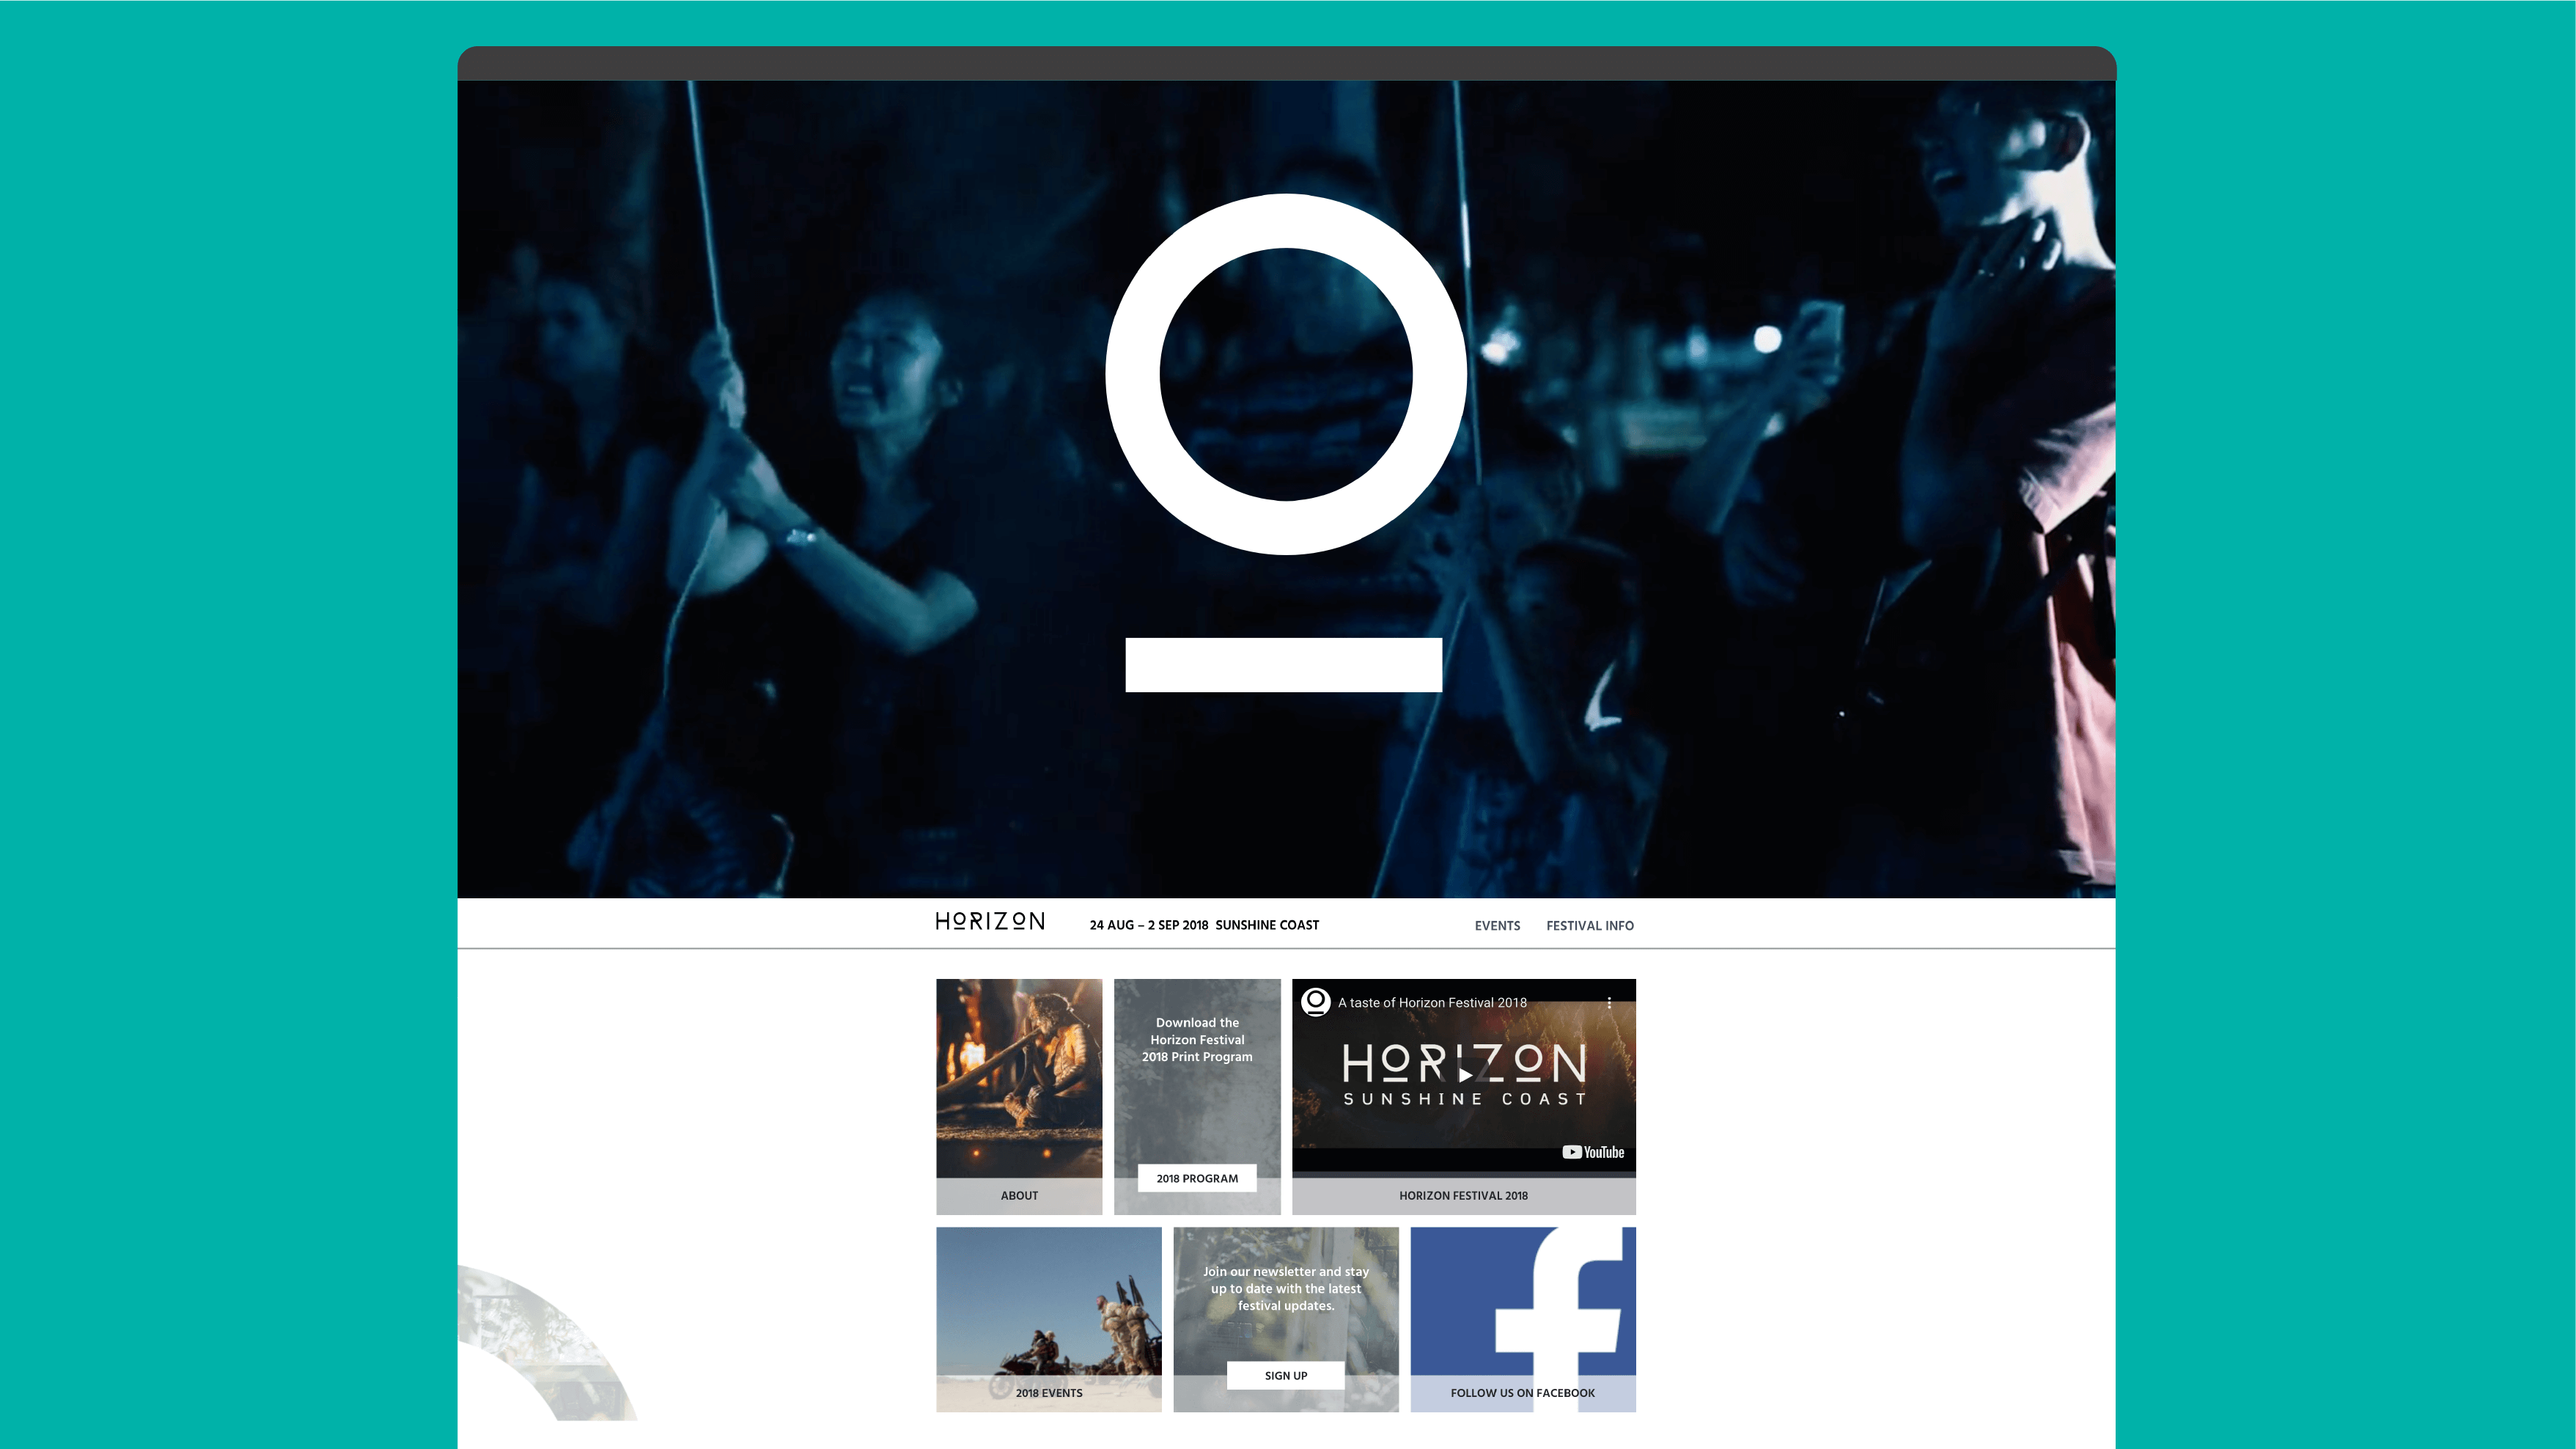 HORIZON
24 AUG – 2 SEP 2018 SUNSHINE COAST
EVENTS
FESTIVAL INFO
ABOUT
Download the
Horizon Festival
2018 Print Program
2018 PROGRAM
A taste of Horizon Festival 2018
HORIZON
SUNSHINE COAST
YouTube
HORIZON FESTIVAL 2018
2018 EVENTS
Join our newsletter and stay
up to date with the latest
festival updates.
SIGN UP
f
FOLLOW US ON FACEBOOK